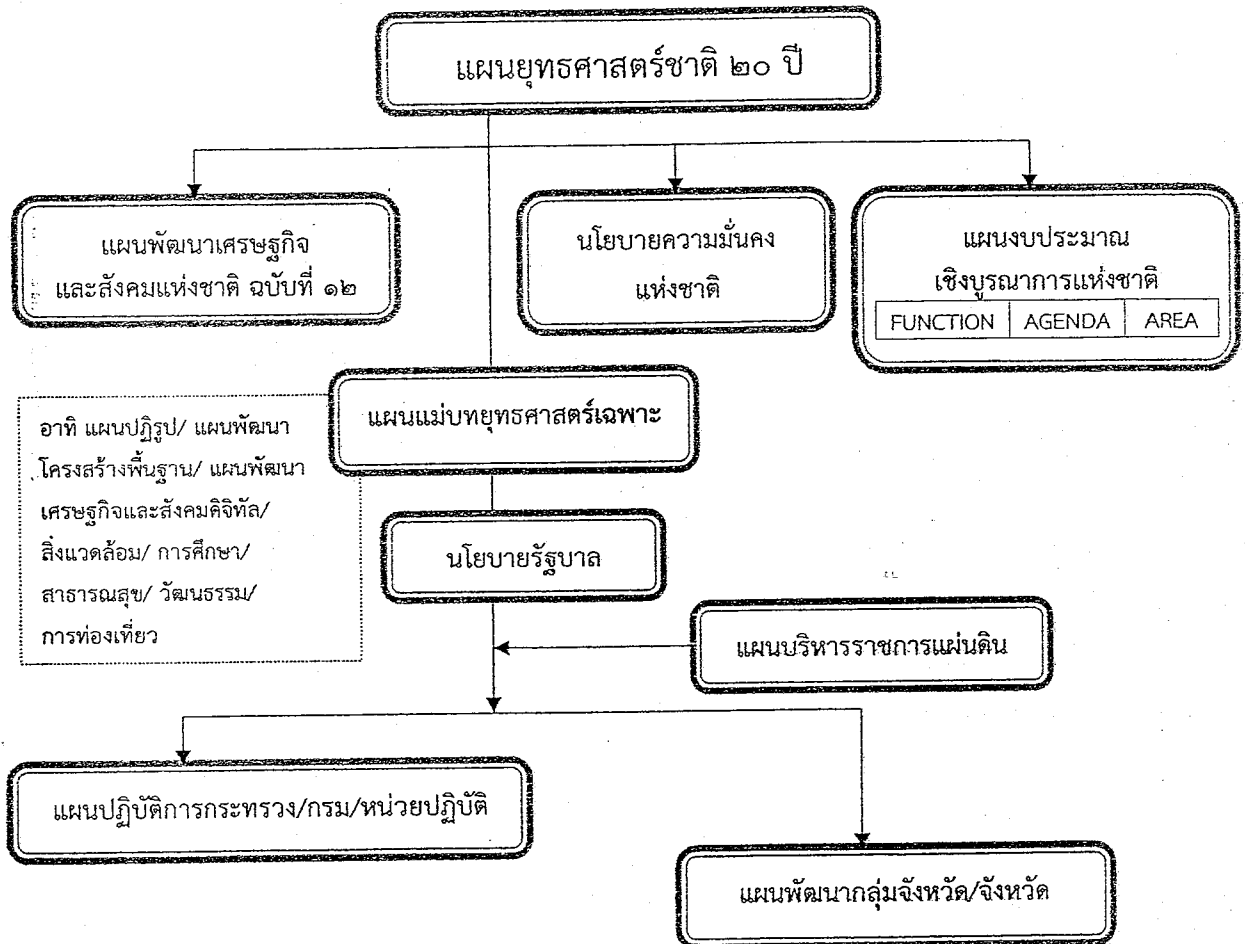 แผนยุทธศาสตร์ชาติ ๒๐ ปี
แผนพัฒนาเศรษฐกิจ
และสังคมแห่งชาติ ฉบับที่ ๑๒
นโยบายความมั่นคง
แห่งชาติ
แผนงบประมาณ
เชิงบูรณาการแห่งชาติ
FUNCTION AGENDA AREA
แผนแม่บทยุทธศาสตร์เฉพาะ
อาทิ แผนปฏิรูป/ แผนพัฒนา
โครงสร้างพื้นฐาน/ แผนพัฒนา
เศรษฐกิจและสังคมดิจิทัล/
สิ่งแวดล้อม/ การศึกษา/
สาธารณสุข/ วัฒนธรรม/
การท่องเที่ยว
นโยบายรัฐบาล
แผนบริหารราชการแผ่นดิน
แผนปฏิบัติการกระทรวง/กรม/หน่วยปฏิบัติ
แผนพัฒนากลุ่มจังหวัด/จังหวัด